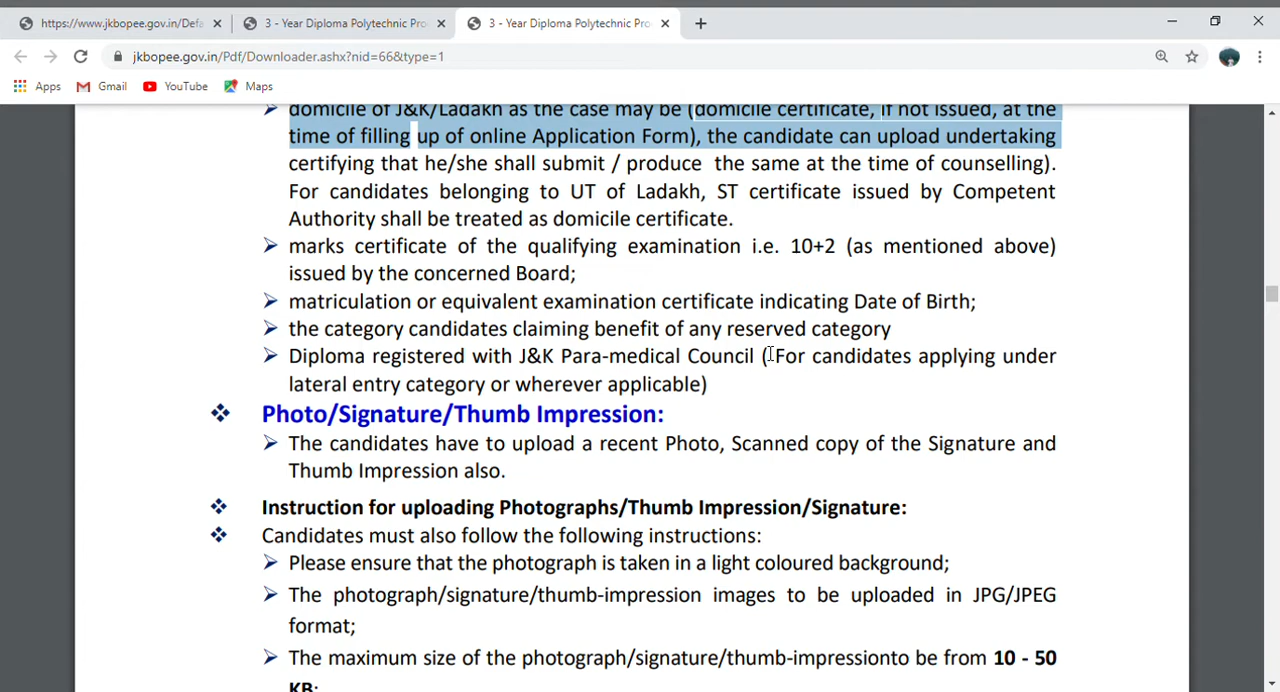 https://www.jkbopee.gov.in/Defa
3 - Year Diploma Polytechnic Pro
3 - Year Diploma Polytechnic Pro
jkbopee.gov.in/Pdf/Downloader.ashx?nid=66&type=1
Apps Gmail YouTube Maps
domicile of J&K/Ladakh as the case may be (domicile certificate, if not issued, at the
time of filling up of online Application Form), the candidate can upload undertaking
certifying that he/she shall submit / produce the same at the time of counselling).
For candidates belonging to UT of Ladakh, ST certificate issued by Competent
Authority shall be treated as domicile certificate.
➢ marks certificate of the qualifying examination i.e. 10+2 (as mentioned above)
issued by the concerned Board;
➢ matriculation or equivalent examination certificate indicating Date of Birth;
➢ the category candidates claiming benefit of any reserved category
➢ Diploma registered with J&K Para-medical Council ( For candidates applying under
lateral entry category or wherever applicable)
❖ Photo/Signature/Thumb Impression:
➢ The candidates have to upload a recent Photo, Scanned copy of the Signature and
Thumb Impression also.
❖ Instruction for uploading Photographs/Thumb Impression/Signature:
❖ Candidates must also follow the following instructions:
➢ Please ensure that the photograph is taken in a light coloured background;
➢ The photograph/signature/thumb-impression images to be uploaded in JPG/JPEG
format;
➢ The maximum size of the photograph/signature/thumb-impressionto be from 10 - 50
KB;